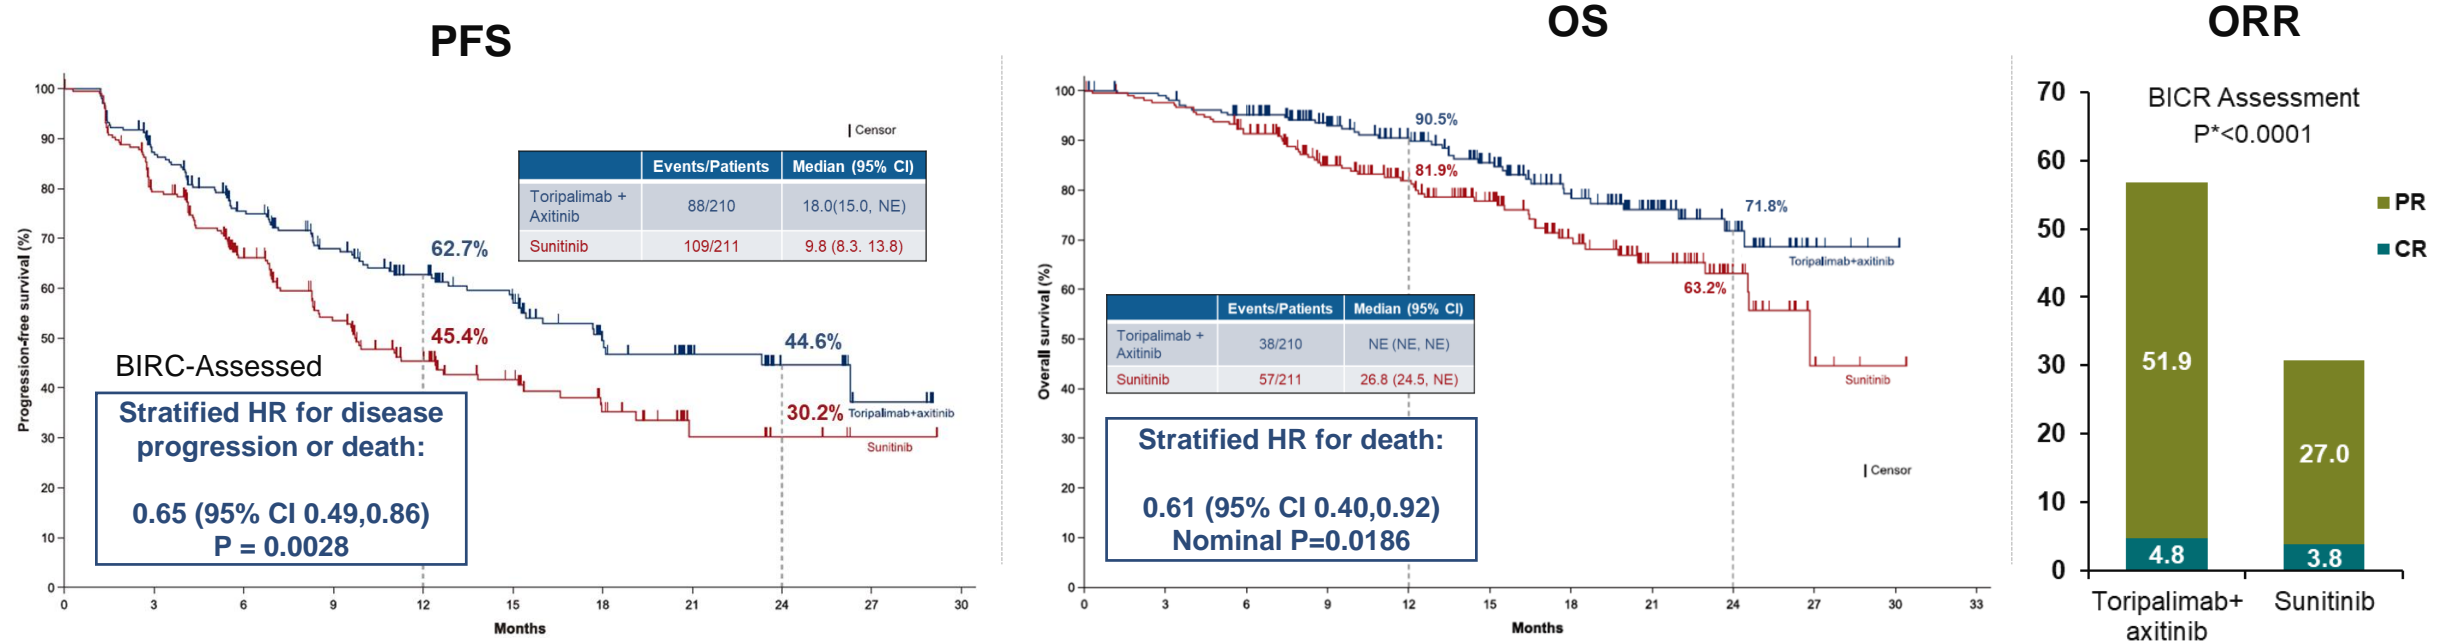 PFS
100
90
80
70
60
50
40
30
20
10
0
Progression-free survival (%)
0 3 6 9 12 15 18 21 24 27 30
Months
Censor
Events/Patients Median (95% CI)
Toripalimab +
Axitinib
88/210 18.0(15.0, NE)
Sunitinib 109/211 9.8 (8.3. 13.8)
62.7%
45.4%
44.6%
30.2%
Toripalimab+axitinib
Sunitinib
BIRC-Assessed
Stratified HR for disease
progression or death:
0.65 (95% CI 0.49,0.86)
P = 0.0028
OS
100
90
80
70
60
50
40
30
20
10
0
Overall survival (%)
0 3 6 9 12 15 18 21 24 27 30 33
Months
90.5%
81.9%
71.8%
63.2%
Toripalimab+axitinib
Sunitinib
Events/Patients Median (95% CI)
Toripalimab +
Axitinib
38/210 NE (NE, NE)
Sunitinib 57/211 26.8 (24.5, NE)
Stratified HR for death:
0.61 (95% CI 0.40,0.92)
Nominal P=0.0186
Censor
ORR
BICR Assessment
P*<0.0001
70
60
50
40
30
20
10
0
51.9
4.8
27.0
3.8
PR
CR
Toripalimab+
axitinib
Sunitinib